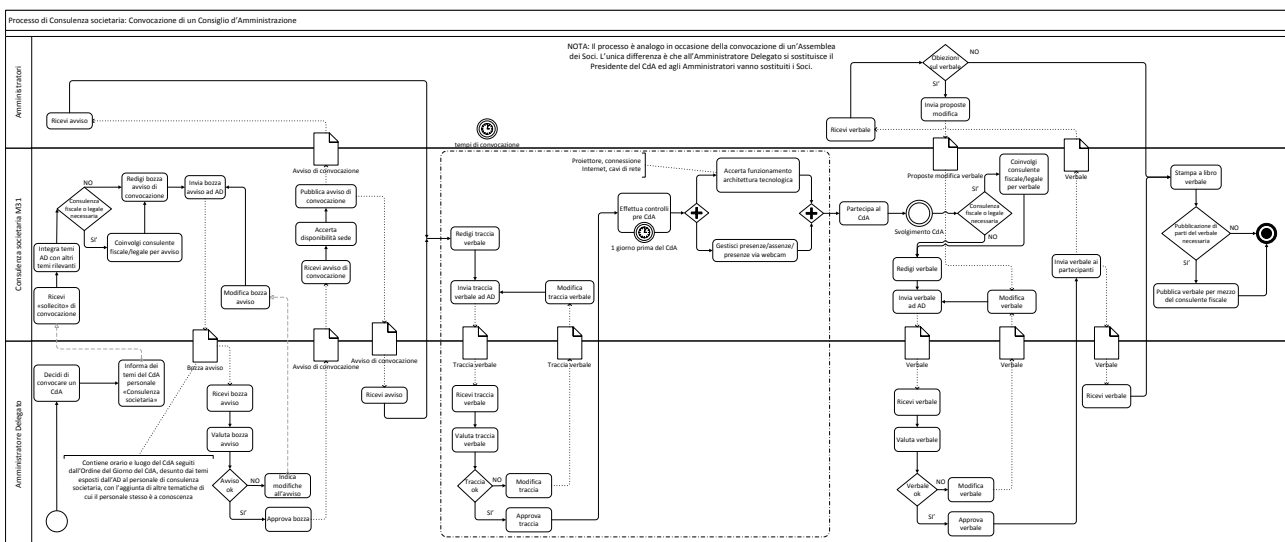 Processo di Consulenza societaria: Convocazione di un Consiglio d'Amministrazione
Amministratori
NOTA: Il processo è analogo in occasione della convocazione di un'Assemblea
dei Soci. L'unica differenza è che all'Amministratore Delegato si sostituisce il
Presidente del CdA ed agli Amministratori vanno sostituiti i Soci.
Ricevi avviso
tempi di convocazione
Ricevi verbale
Obiezioni
sul verbale
NO
SI'
Invia proposte
modifica
Consulenza societaria M31
Avviso di convocazione
Proposte modifica verbale
Verbale
Consulenza
fiscale o legale
necessaria
NO
SI'
Redigi bozza
avviso di
convocazione
Invia bozza
avviso ad AD
Coinvolgi consulente
fiscale/legale per avviso
Integra temi
AD con altri
temi rilevanti
Ricevi
«sollecito» di
convocazione
Modifica bozza
avviso
Pubblica avviso di
convocazione
Accerta
disponibilità sede
Ricevi avviso di
convocazione
Redigi traccia
verbale
Invia traccia
verbale ad AD
Modifica
traccia verbale
Proiettore, connessione
Internet, cavi di rete
Accerta funzionamento
architettura tecnologica
Effettua controlli
pre CdA
1 giorno prima del CdA
Gestisci presenze/assenze/
presenze via webcam
Partecipa al
CdA
Svolgimento CdA
Consulenza
fiscale o legale
necessaria
SI'
NO
Coinvolgi
consulente
fiscale/legale
per verbale
Redigi verbale
Invia verbale
ad AD
Modifica
verbale
Invia verbale ai
partecipanti
Stampa a libro
verbale
Pubblicazione di
parti del verbale
necessaria
NO
SI'
Pubblica verbale per mezzo
del consulente fiscale
Amministratore Delegato
Bozza avviso
Avviso di convocazione
Avviso di convocazione
Traccia verbale
Traccia verbale
Verbale
Verbale
Verbale
Decidi di
convocare un
CdA
Informa dei
temi del CdA
personale
«Consulenza
societaria»
Ricevi bozza
avviso
Valuta bozza
avviso
Avviso
ok
NO
SI'
Indica
modifiche
all'avviso
Approva bozza
Contiene orario e luogo del CdA seguiti
dall'Ordine del Giorno del CdA, desunto dai temi
esposti dall'AD al personale di consulenza
societaria, con l'aggiunta di altre tematiche di
cui il personale stesso è a conoscenza
Ricevi avviso
Ricevi traccia
verbale
Valuta traccia
verbale
Traccia
ok
NO
SI'
Modifica
traccia
Approva
traccia
Ricevi verbale
Valuta verbale
Verbale
ok
NO
SI'
Modifica
verbale
Approva
verbale
Ricevi verbale